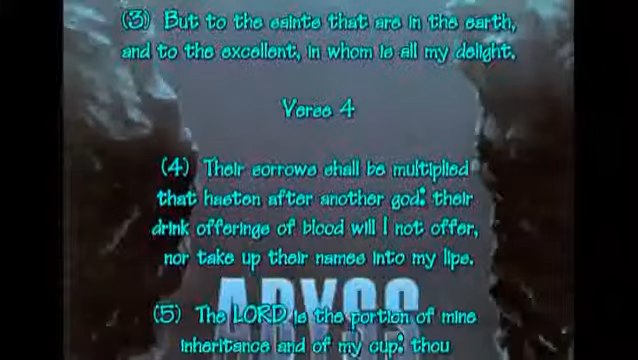 (3) But to the saints that are in the earth,
and to the excellent, in whom is all my delight.
Verse 4
(4) Their sorrows shall be multiplied
that hasten after another god: their
drink offerings of blood will I not offer,
nor take up their names into my lips.
ABYSS
(5) The LORD is the portion of mine
inheritance and of my cup: thou